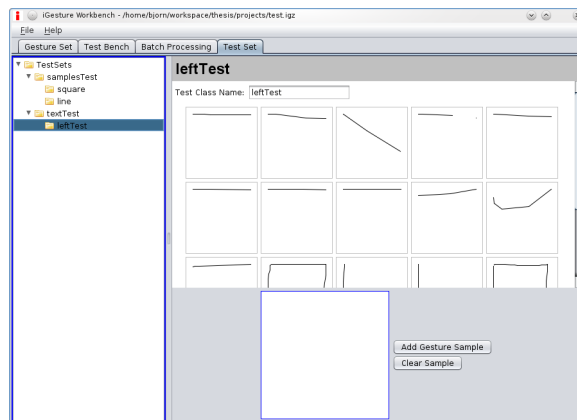 iGesture Workbench - /home/bjorn/workspace/thesis/projects/test.igz
File Help
Gesture Set Test Bench Batch Processing Test Set
TestSets
samplesTest
square
line
textTest
leftTest
leftTest
Test Class Name: leftTest
Add Gesture Sample
Clear Sample